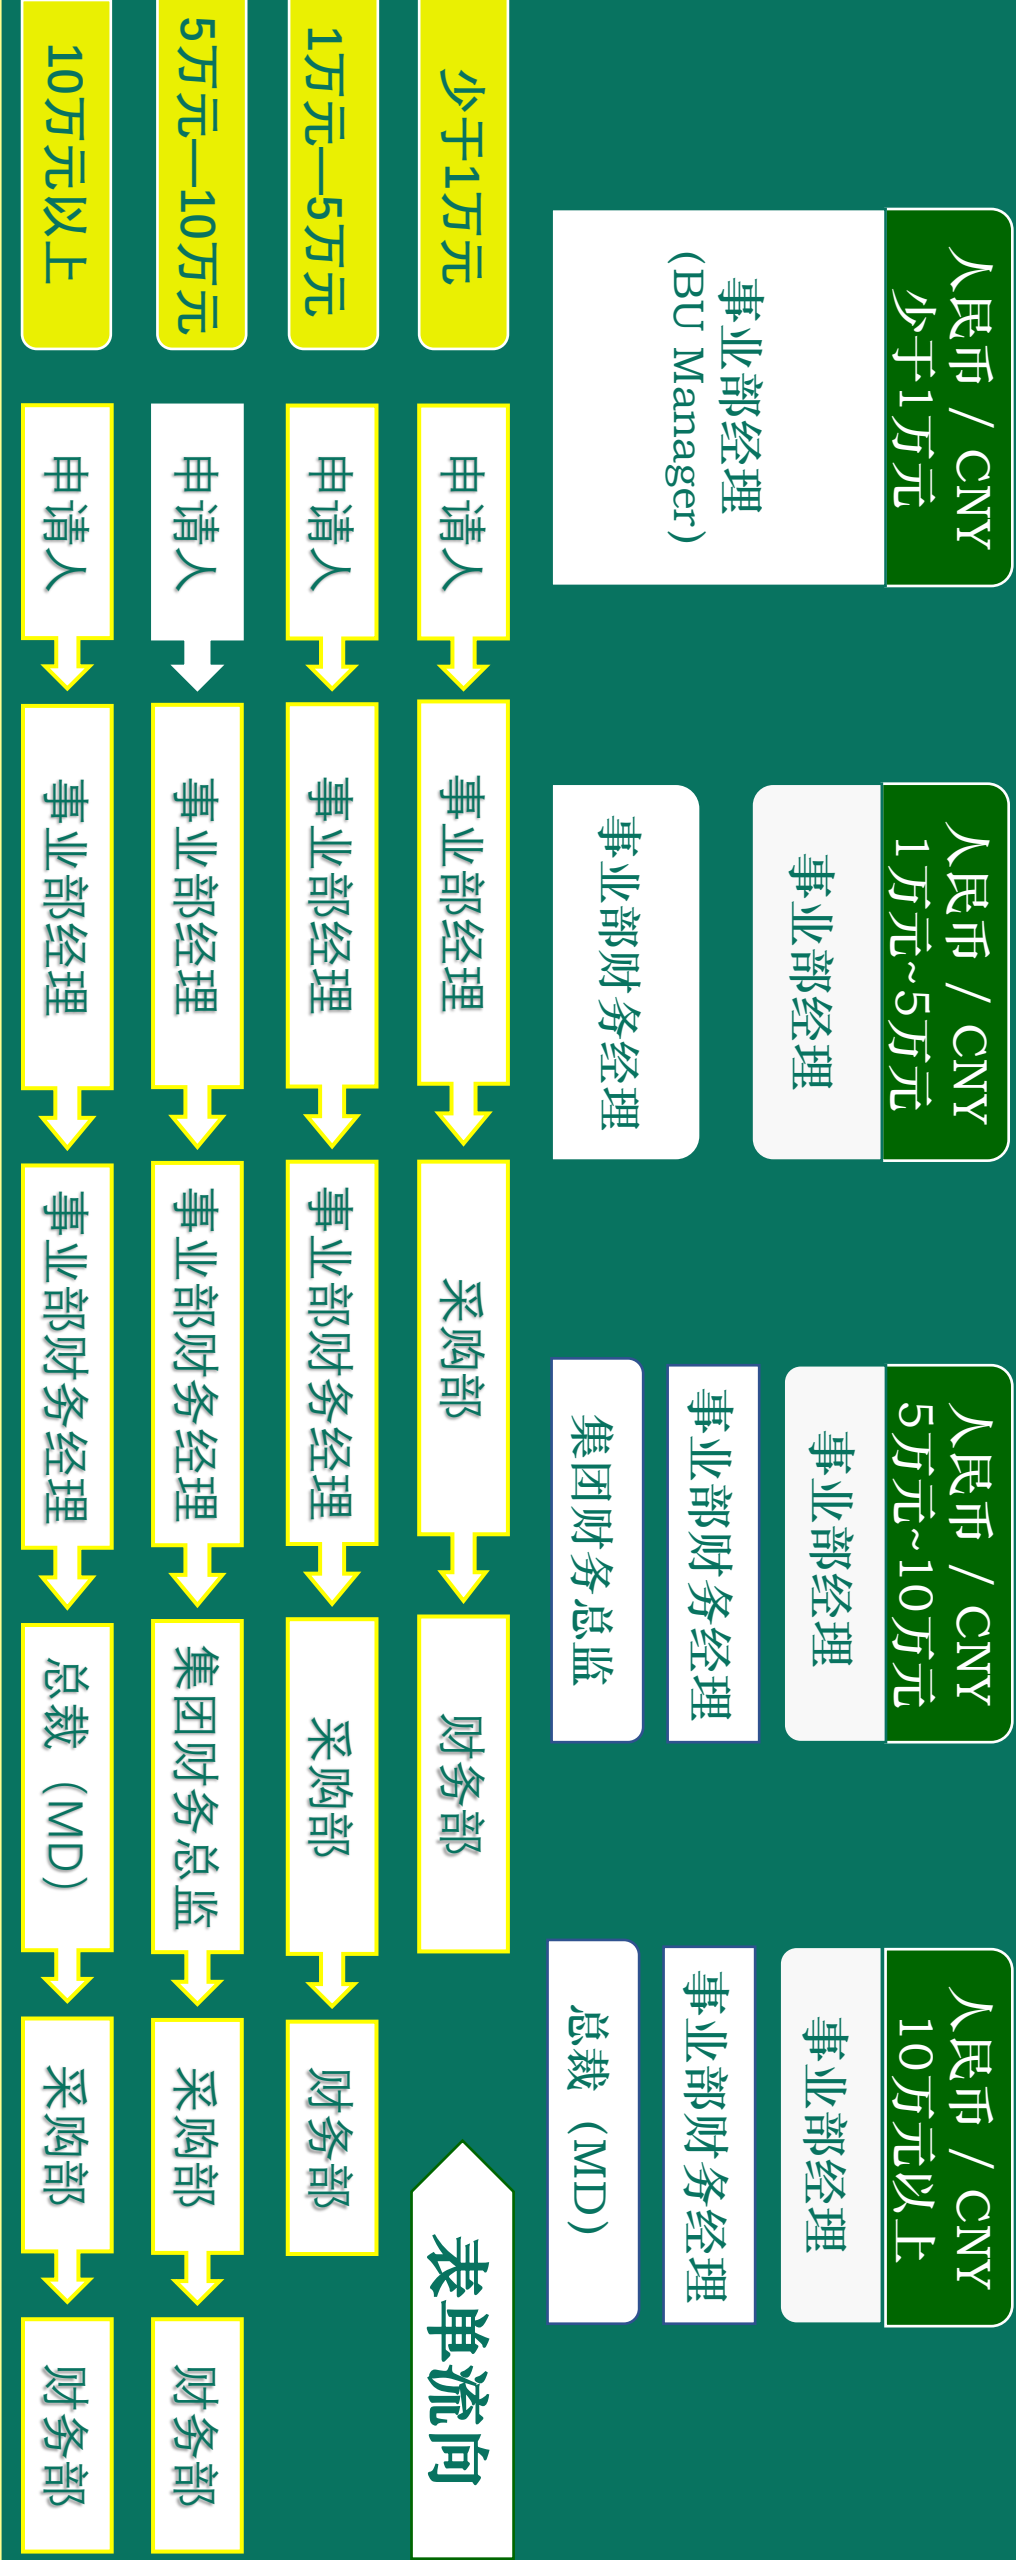 人民币 / CNY
少于1万元
事业部经理
(BU Manager)
人民币 / CNY
1万元~5万元
事业部经理
事业部财务经理
人民币 / CNY
5万元~10万元
事业部经理
事业部财务经理
集团财务总监
人民币 / CNY
10万元以上
事业部经理
事业部财务经理
总裁（MD）
表单流向
少于1万元
申请人
事业部经理
采购部
财务部
1万元—5万元
申请人
事业部经理
事业部财务经理
采购部
财务部
5万元—10万元
申请人
事业部经理
事业部财务经理
集团财务总监
采购部
财务部
10万元以上
申请人
事业部经理
事业部财务经理
总裁（MD）
采购部
财务部